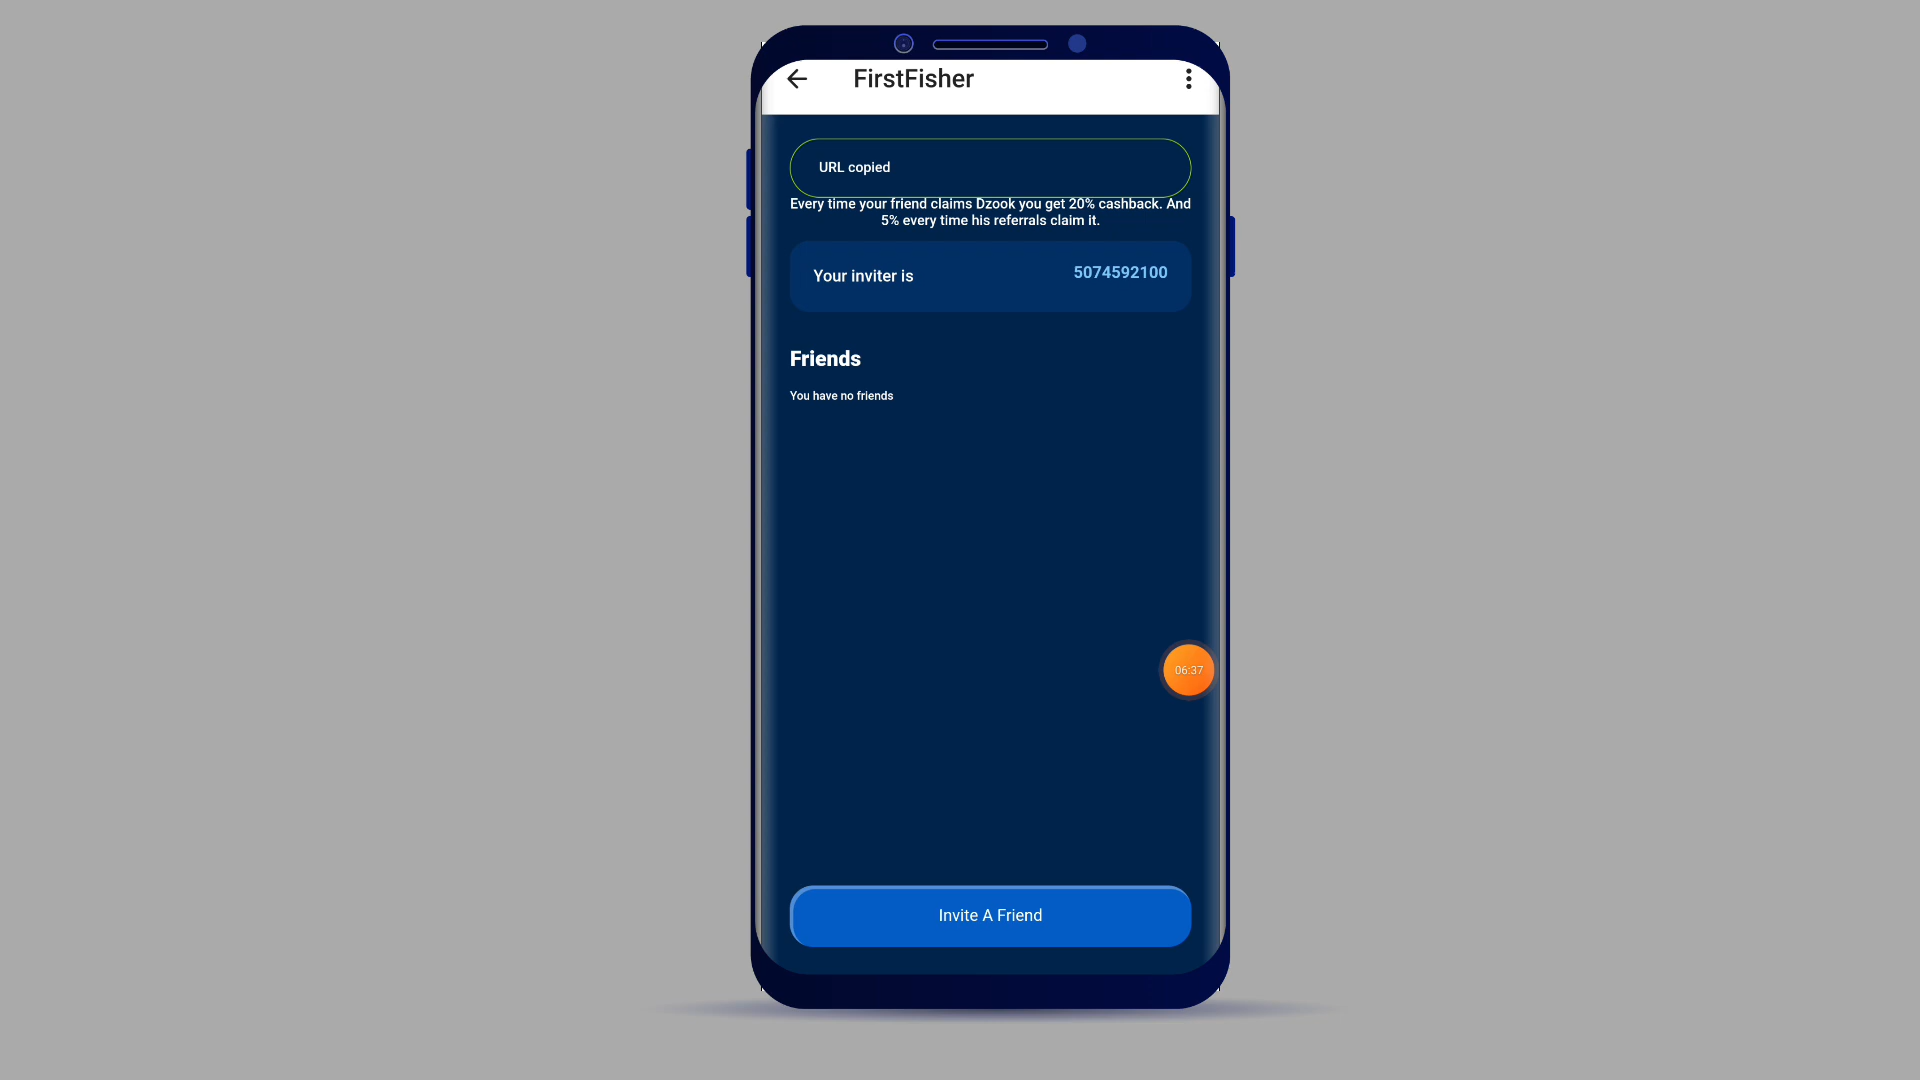 FirstFisher
URL copied
Every time your friend claims Dzook you get 20% cashback. And
5% every time his referrals claim it.
Your inviter is
5074592100
Friends
You have no friends
06:37
Invite A Friend